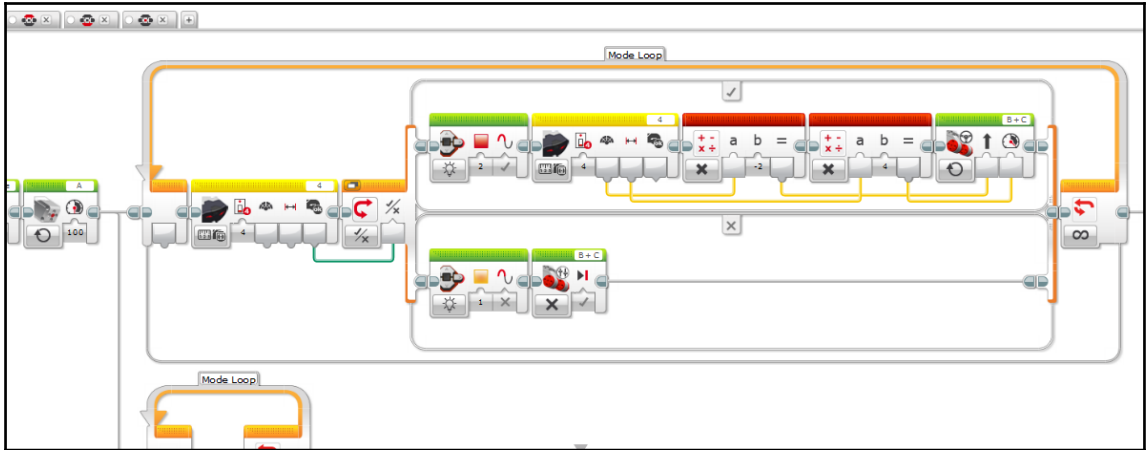 Mode Loop
4 B+C
a b = a b =
2 4 -2 4
A 4
100 4
B+C
1
Mode Loop